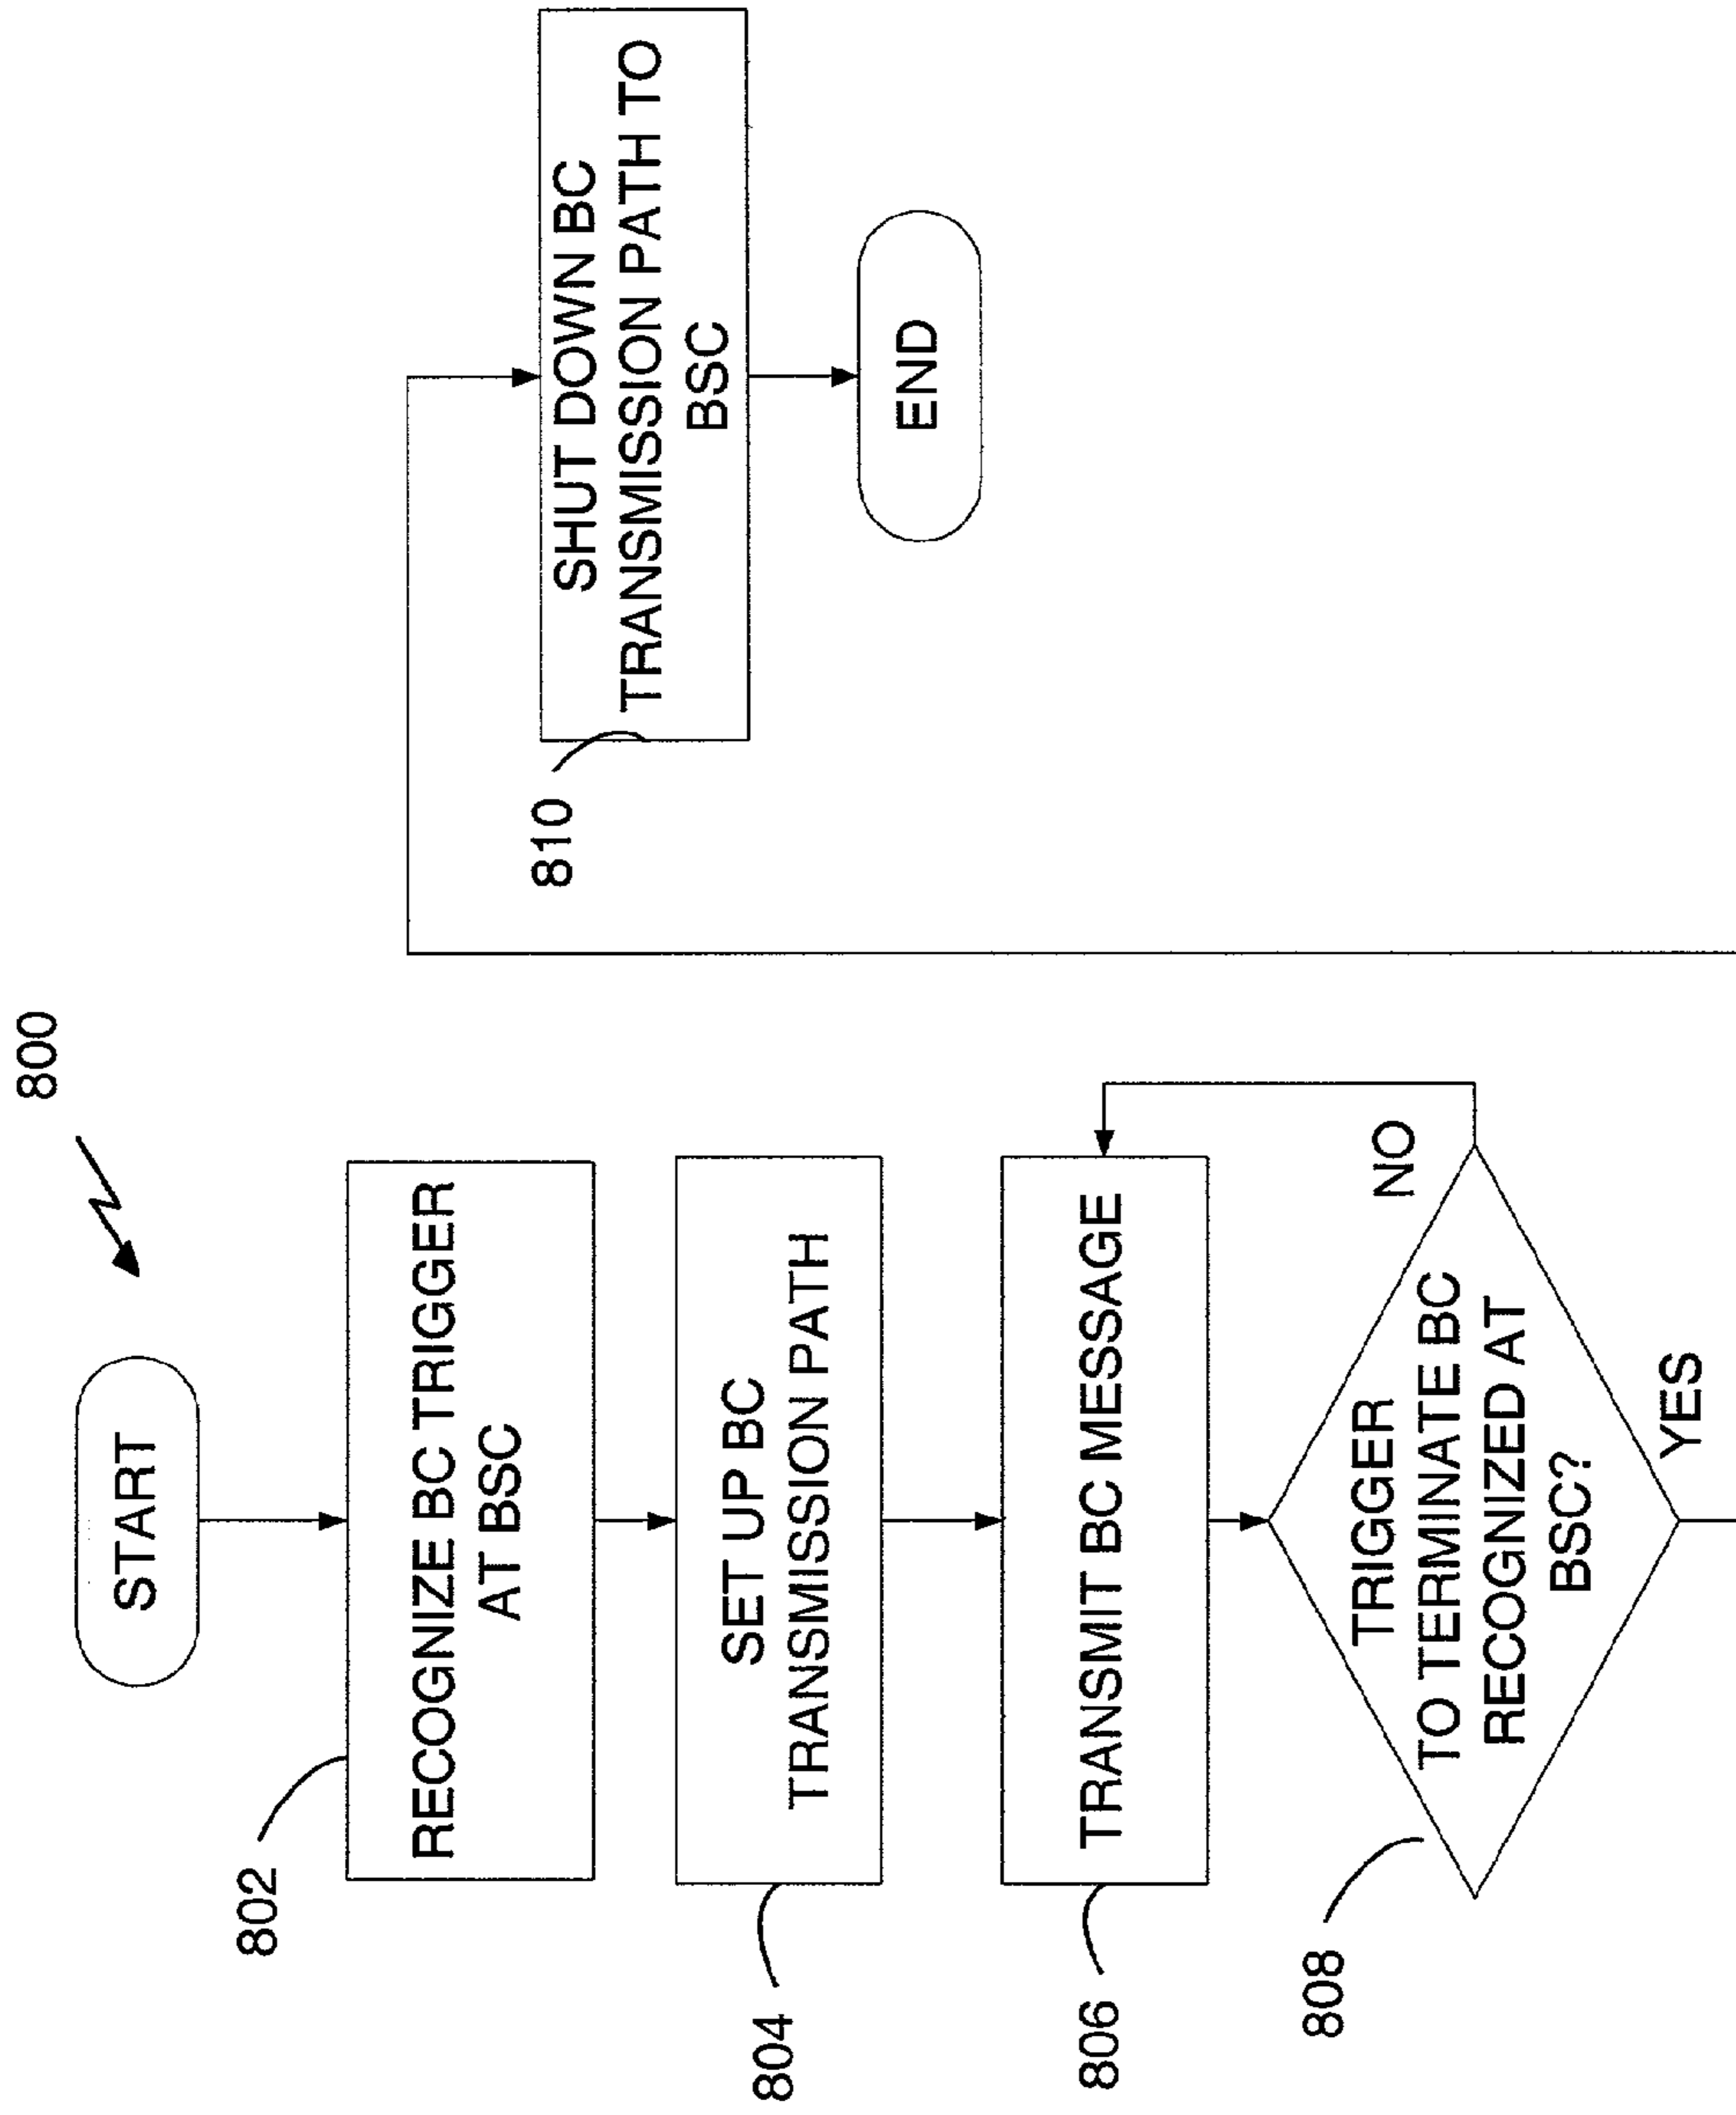 800
START
802
RECOGNIZE BC TRIGGER
AT BSC
804
SET UP BC
TRANSMISSION PATH
806
TRANSMIT BC MESSAGE
808
TRIGGER
TO TERMINATE BC
RECOGNIZED AT
BSC?
NO
YES
810
SHUT DOWN BC
TRANSMISSION PATH TO
BSC
END